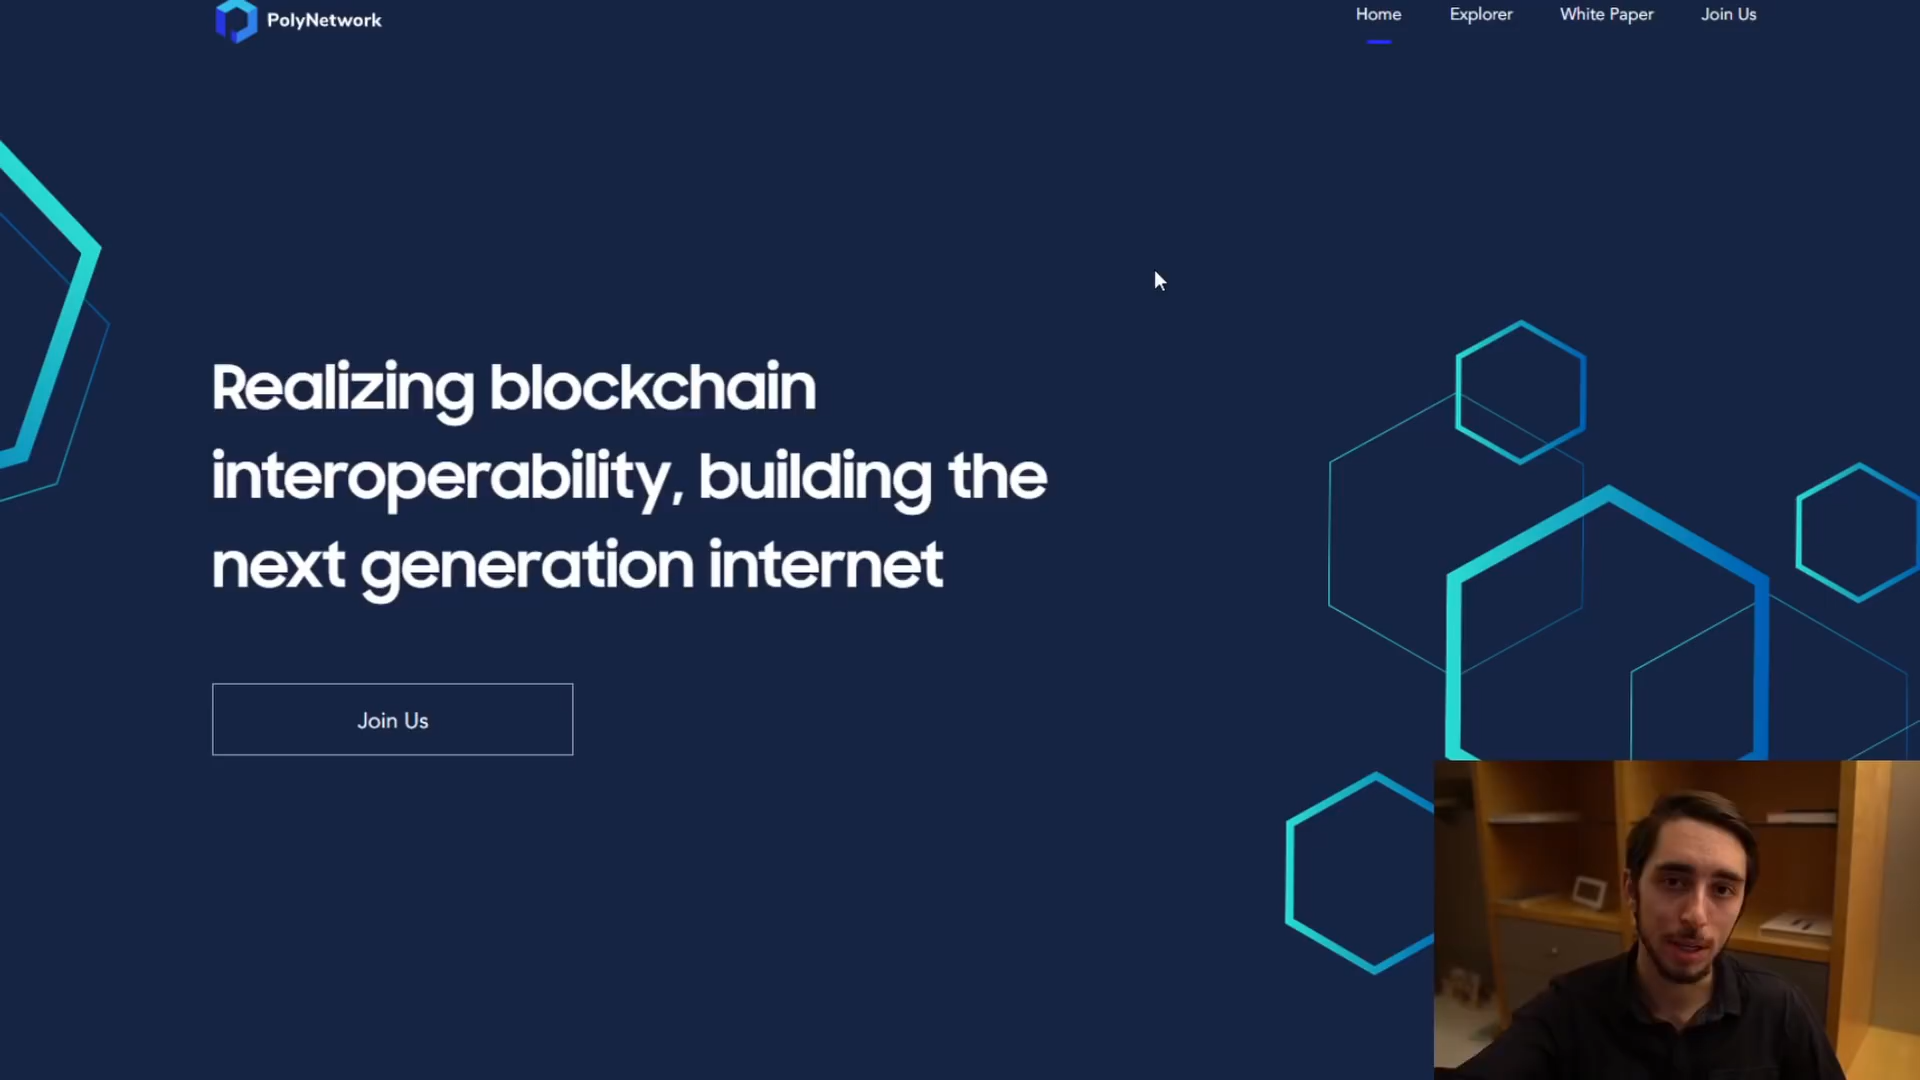 PolyNetwork
Home Explorer White Paper Join Us
Realizing blockchain
interoperability, building the
next generation internet
Join Us